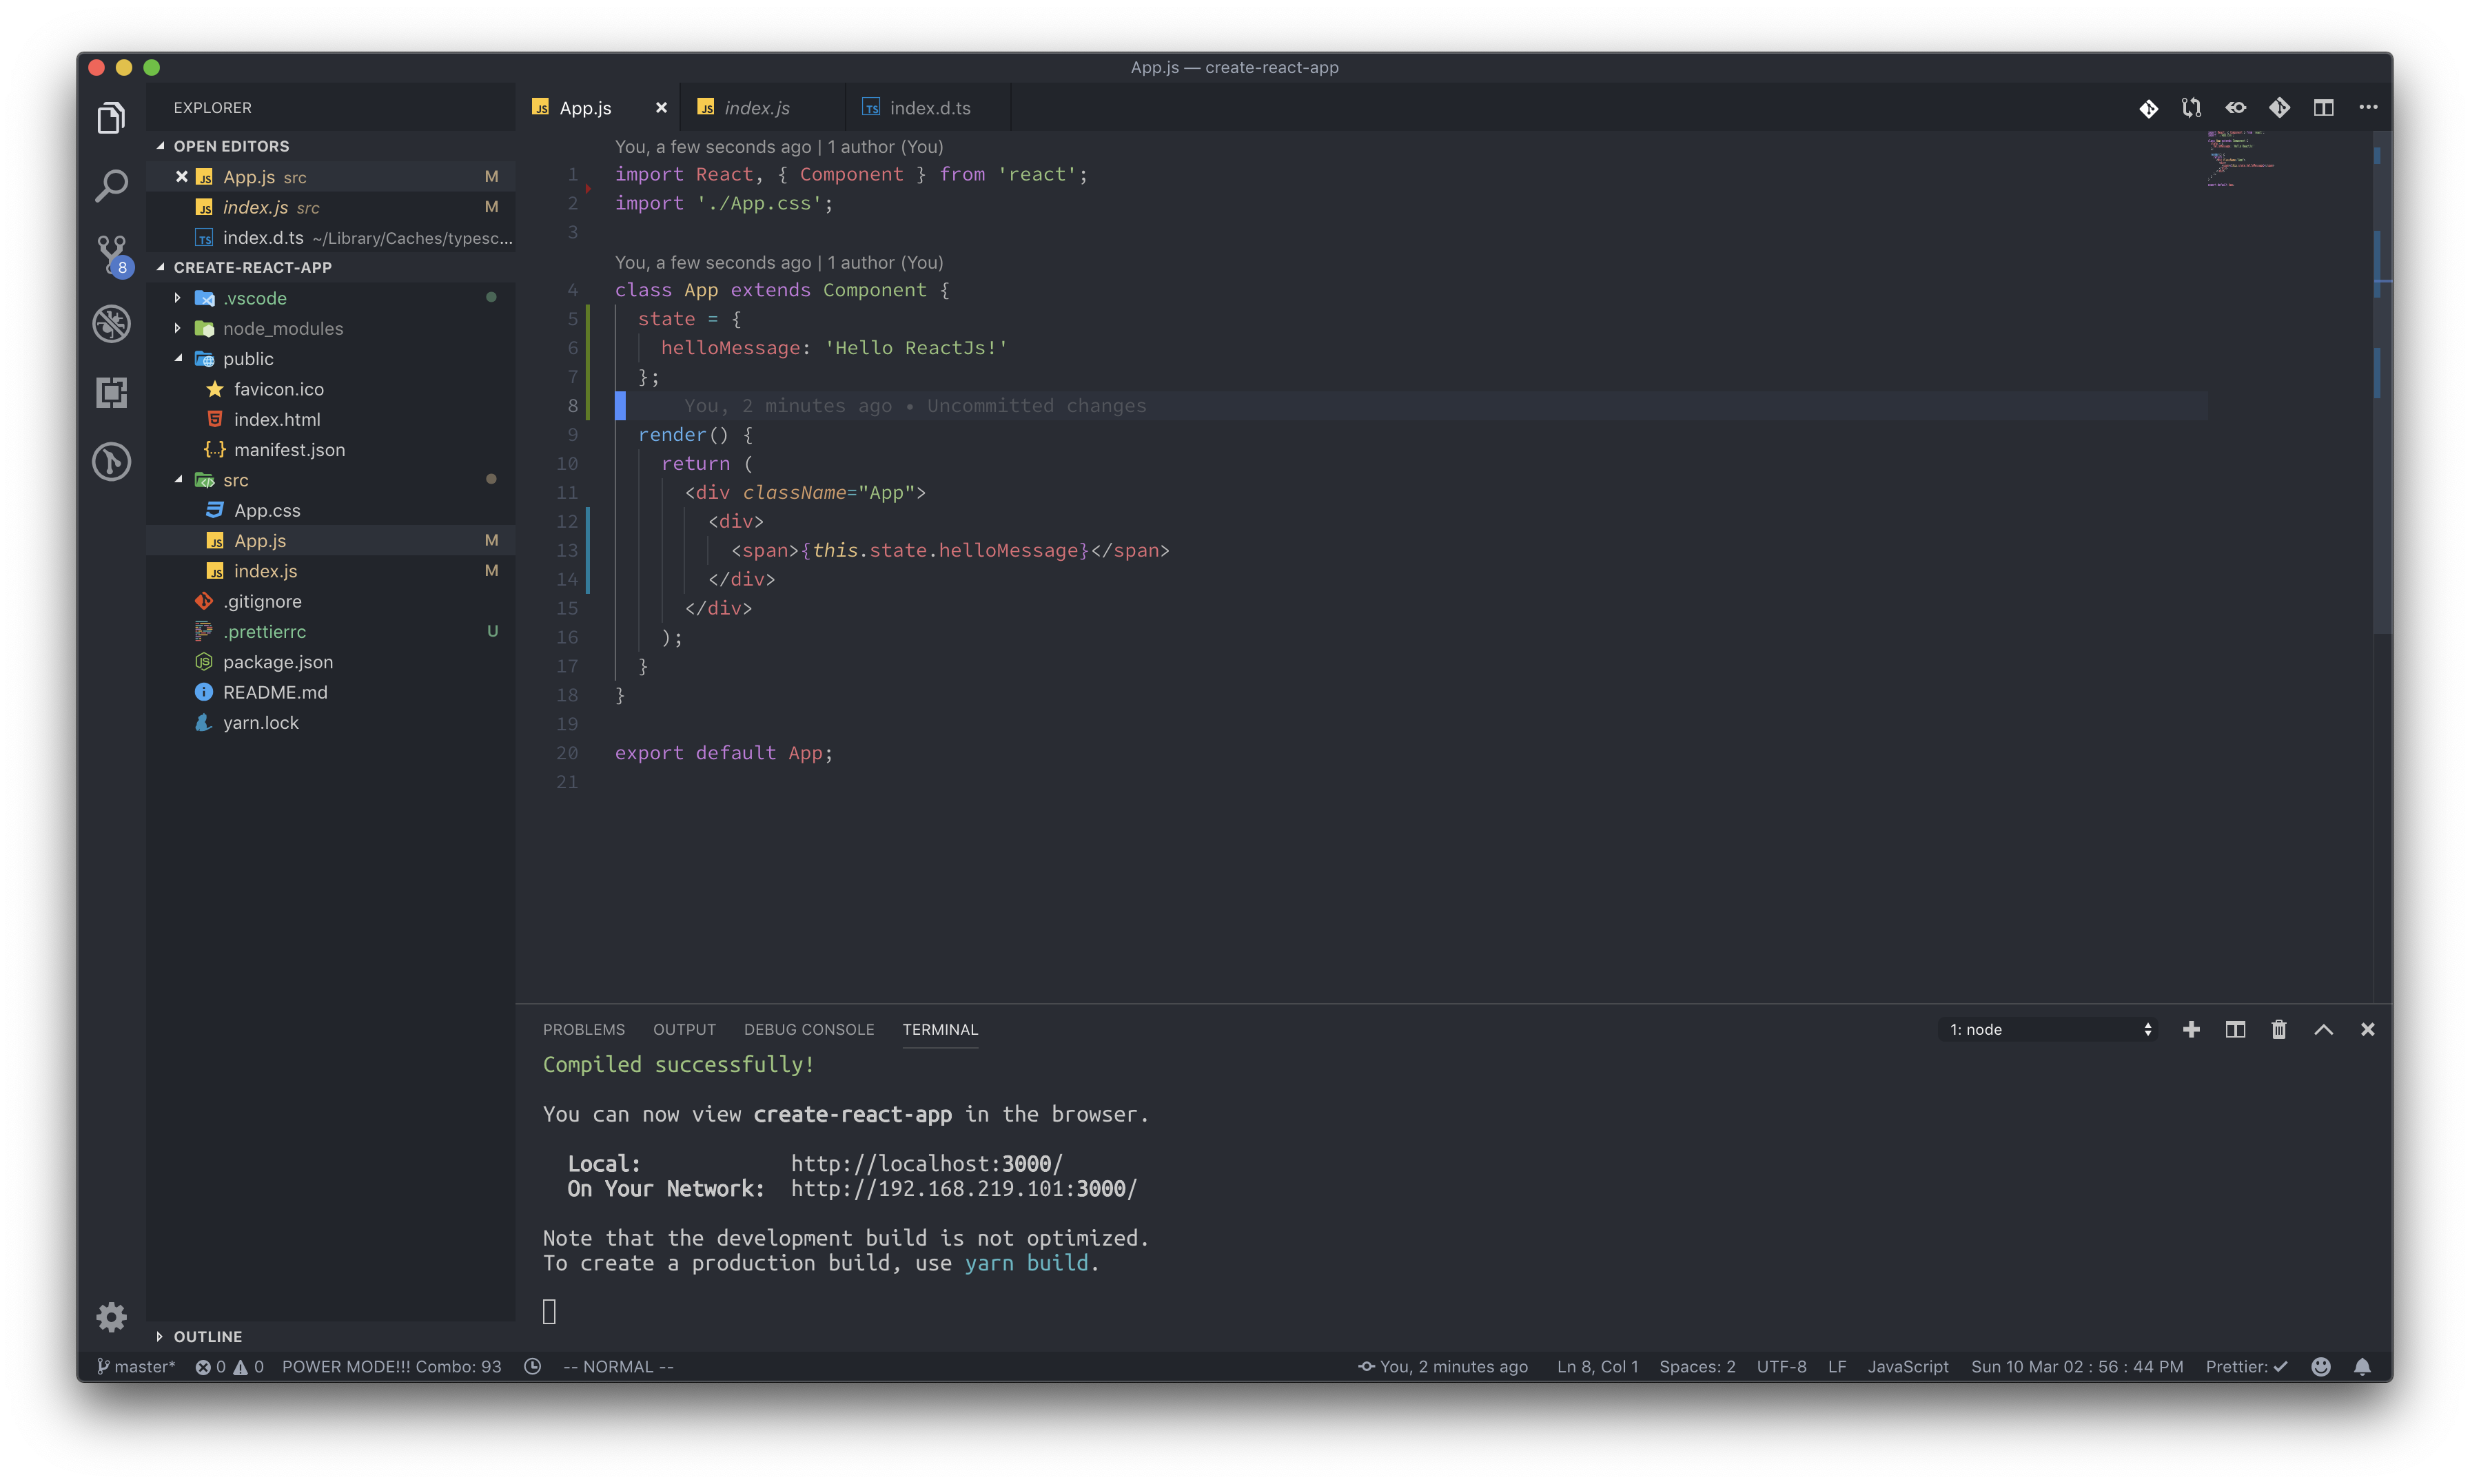 App.js — create-react-app
EXPLORER
OPEN EDITORS
App.js src M
index.js src M
index.d.ts ~/Library/Caches/typesc...
CREATE-REACT-APP
.vscode
node_modules
public
favicon.ico
index.html
manifest.json
src
App.css
App.js M
index.js M
.gitignore
.prettierrc U
package.json
README.md
yarn.lock
OUTLINE
8
App.js
index.js
index.d.ts
You, a few seconds ago | 1 author (You)
1 import React, { Component } from 'react';
2 import './App.css';
3
You, a few seconds ago | 1 author (You)
4 class App extends Component {
5 state = {
6 helloMessage: 'Hello ReactJs!'
7 };
8 You, 2 minutes ago • Uncommitted changes
9 render() {
10 return (
11 <div className="App">
12 <div>
13 <span>{this.state.helloMessage}</span>
14 </div>
15 </div>
16 );
17 }
18 }
19
20 export default App;
21
PROBLEMS OUTPUT DEBUG CONSOLE TERMINAL 1: node
Compiled successfully!
You can now view create-react-app in the browser.
Local: http://localhost:3000/
On Your Network: http://192.168.219.101:3000/
Note that the development build is not optimized.
To create a production build, use yarn build.
master* 0 0 POWER MODE!!! Combo: 93 -- NORMAL -- You, 2 minutes ago Ln 8, Col 1 Spaces: 2 UTF-8 LF JavaScript Sun 10 Mar 02 : 56 : 44 PM Prettier: ✓